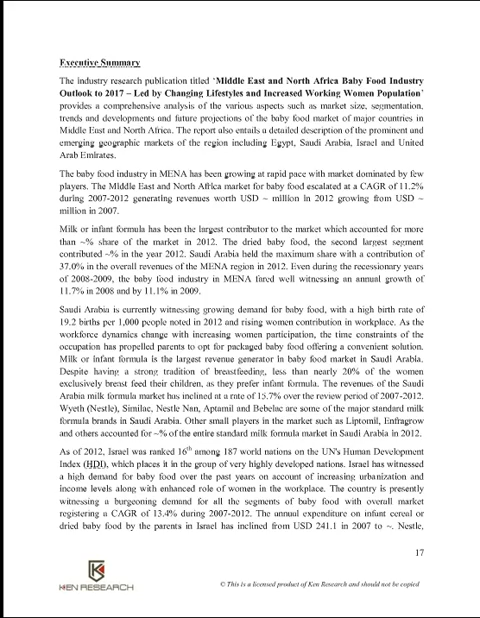 Executive Summary
The industry research publication titled ‘Middle East and North Africa Baby Food Industry
Outlook to 2017 – Led by Changing Lifestyles and Increased Working Women Population’
provides a comprehensive analysis of the various aspects such as market size, segmentation,
trends and developments and future projections of the baby food market of major countries in
Middle East and North Africa. The report also entails a detailed description of the prominent and
emerging geographic markets of the region including Egypt, Saudi Arabia, Israel and United
Arab Emirates.
The baby food industry in MENA has been growing at rapid pace with market dominated by few
players. The Middle East and North Africa market for baby food escalated at a CAGR of 11.2%
during 2007-2012 generating revenues worth USD ~ million in 2012 growing from USD ~
million in 2007.
Milk or infant formula has been the largest contributor to the market which accounted for more
than ~% share of the market in 2012. The dried baby food, the second largest segment
contributed ~% in the year 2012. Saudi Arabia held the maximum share with a contribution of
37.0% in the overall revenues of the MENA region in 2012. Even during the recessionary years
of 2008-2009, the baby food industry in MENA fared well witnessing an annual growth of
11.7% in 2008 and by 11.1% in 2009.
Saudi Arabia is currently witnessing growing demand for baby food, with a high birth rate of
19.2 births per 1,000 people noted in 2012 and rising women contribution in workplace. As the
workforce dynamics change with increasing women participation, the time constraints of the
occupation has propelled parents to opt for packaged baby food offering a convenient solution.
Milk or infant formula is the largest revenue generator in baby food market in Saudi Arabia.
Despite having a strong tradition of breastfeeding, less than nearly 20% of the women
exclusively breast feed their children, as they prefer infant formula. The revenues of the Saudi
Arabia milk formula market has inclined at a rate of 15.7% over the review period of 2007-2012.
Wyeth (Nestle), Similac, Nestle Nan, Aptamil and Bebelac are some of the major standard milk
formula brands in Saudi Arabia. Other small players in the market such as Liptomil, Enfragrow
and others accounted for ~% of the entire standard milk formula market in Saudi Arabia in 2012.
As of 2012, Israel was ranked 16th among 187 world nations on the UN's Human Development
Index (HDI), which places it in the group of very highly developed nations. Israel has witnessed
a high demand for baby food over the past years on account of increasing urbanization and
income levels along with enhanced role of women in the workplace. The country is presently
witnessing a burgeoning demand for all the segments of baby food with overall market
registering a CAGR of 13.4% during 2007-2012. The annual expenditure on infant cereal or
dried baby food by the parents in Israel has inclined from USD 241.1 in 2007 to ~. Nestle,
17
KEN RESEARCH
© This is a licensed product of Ken Research and should not be copied